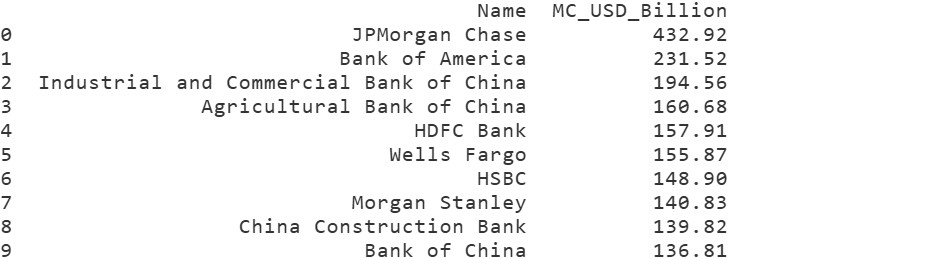 Name MC_USD_Billion
0 JPMorgan Chase 432.92
1 Bank of America 231.52
2 Industrial and Commercial Bank of China 194.56
3 Agricultural Bank of China 160.68
4 HDFC Bank 157.91
5 Wells Fargo 155.87
6 HSBC 148.90
7 Morgan Stanley 140.83
8 China Construction Bank 139.82
9 Bank of China 136.81